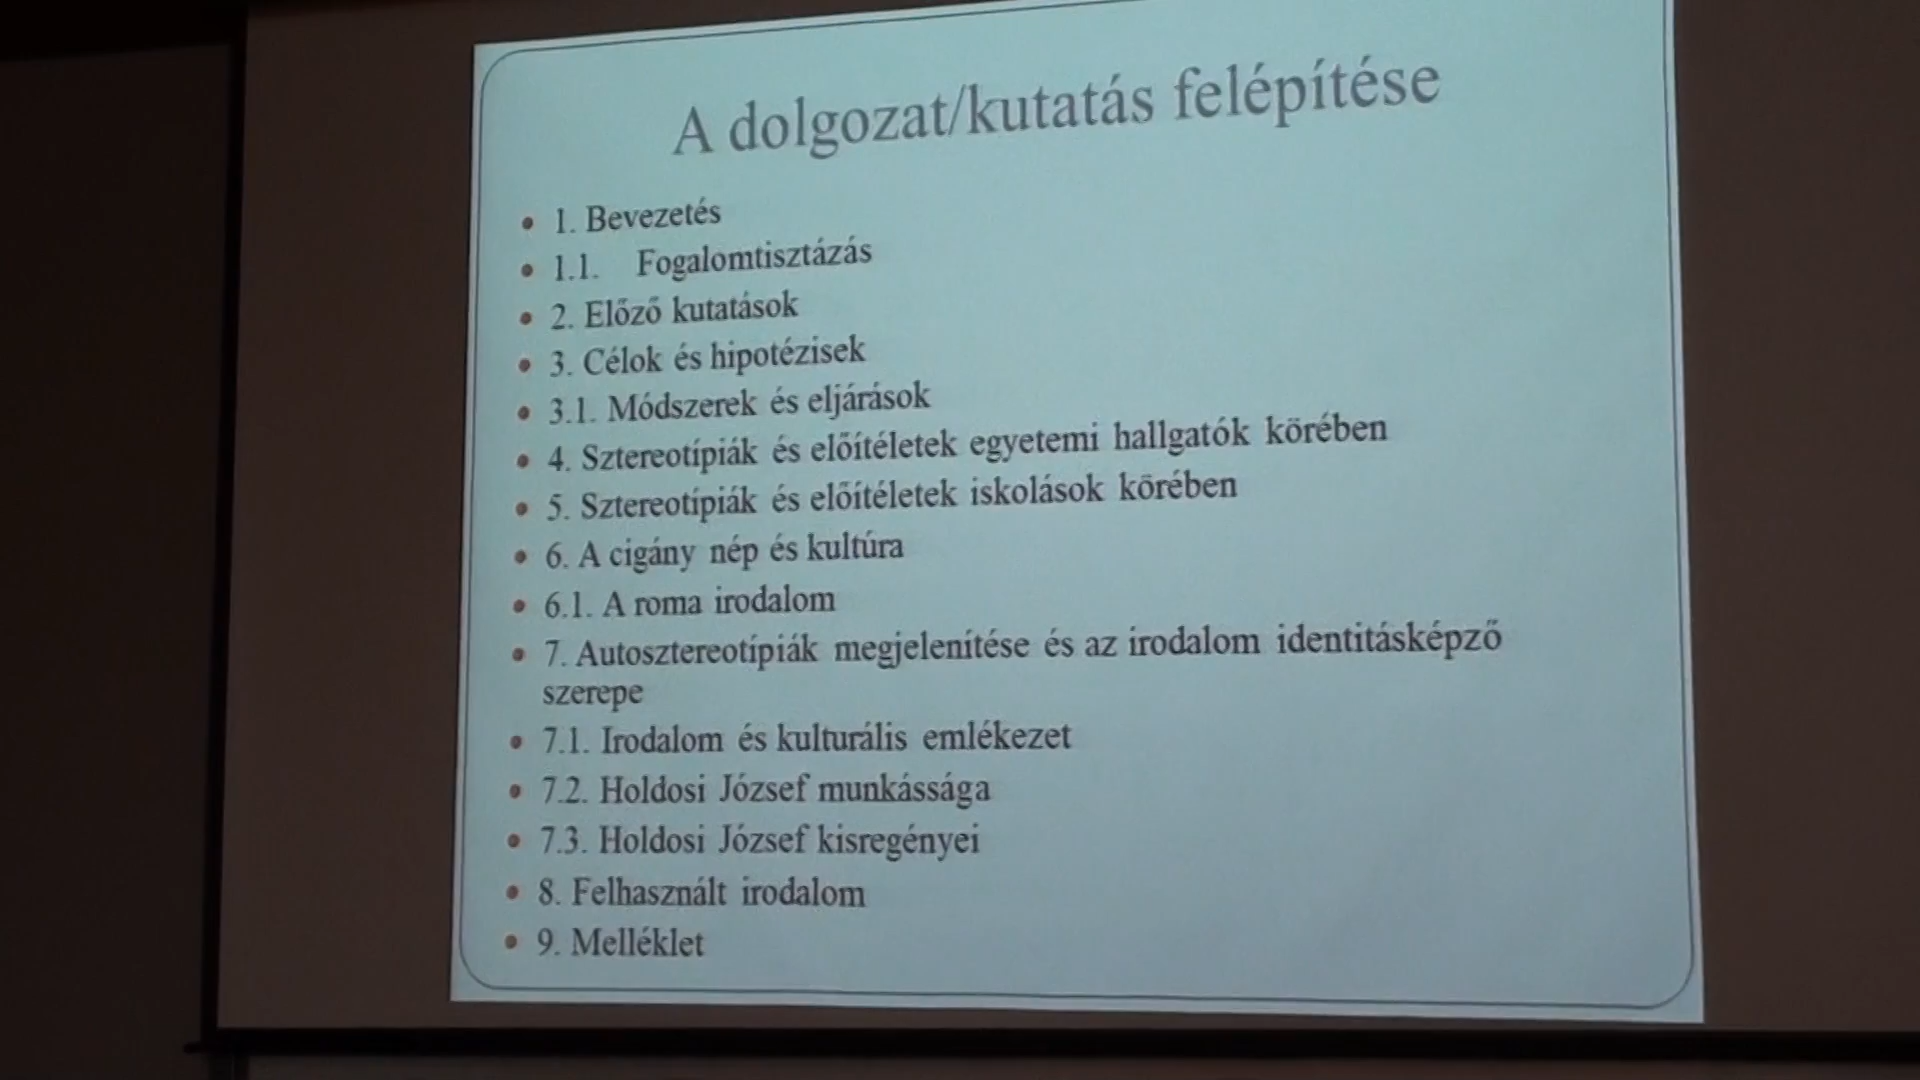 A dolgozat/kutatás felépítése
• 1. Bevezetés
• 1.1. Fogalomtisztázás
• 2. Előző kutatások
• 3. Célok és hipotézisek
• 3.1. Módszerek és eljárások
• 4. Sztereotípiák és előítéletek egyetemi hallgatók körében
• 5. Sztereotípiák és előítéletek iskolások körében
• 6. A cigány nép és kultúra
• 6.1. A roma irodalom
• 7. Autosztereotípiák megjelenítése és az irodalom identitásképző
szerepe
• 7.1. Irodalom és kulturális emlékezet
• 7.2. Holdosi József munkássága
• 7.3. Holdosi József kisregényei
• 8. Felhasznált irodalom
• 9. Melléklet